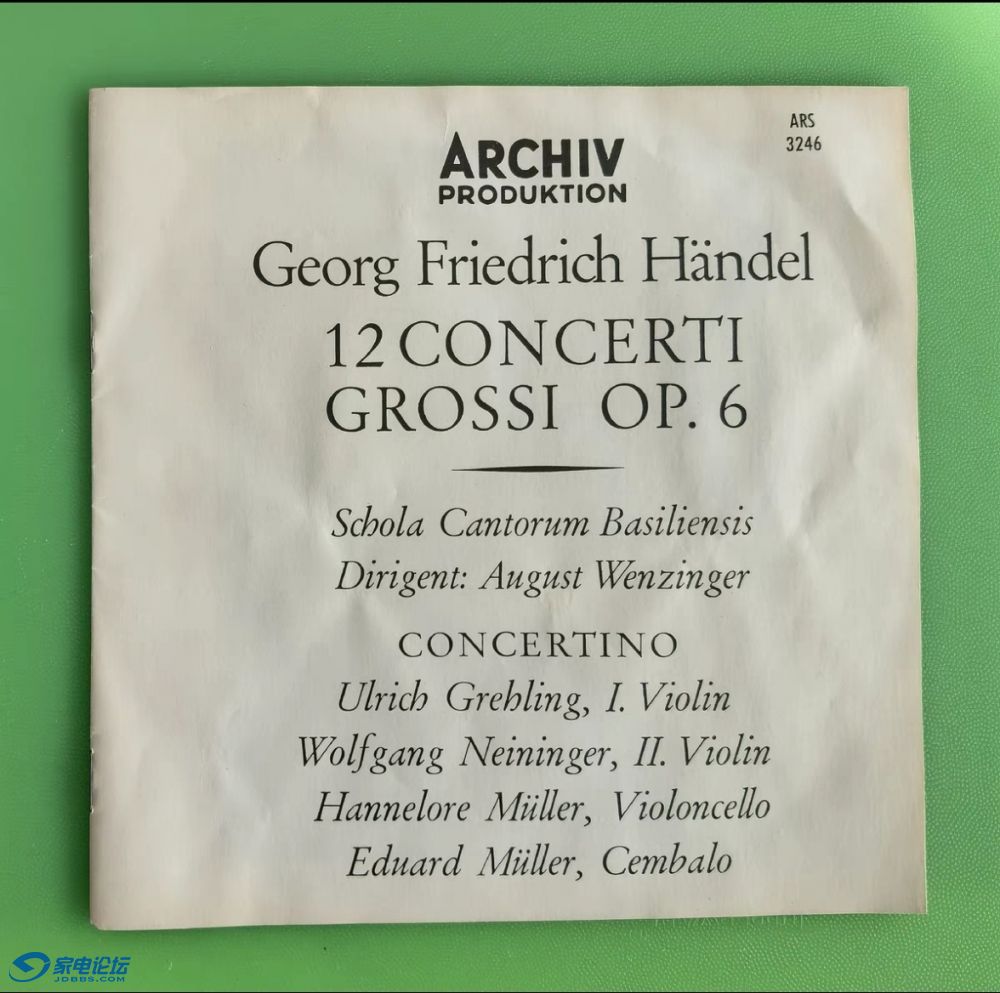 ARS
3246
ARCHIV
PRODUKTION
Georg Friedrich Händel
12 CONCERTI
GROSSI OP. 6
Schola Cantorum Basiliensis
Dirigent: August Wenzinger
CONCERTINO
Ulrich Grehling, I. Violin
Wolfgang Neininger, II. Violin
Hannelore Müller, Violoncello
Eduard Müller, Cembalo
家电论坛
JDBBS.COM